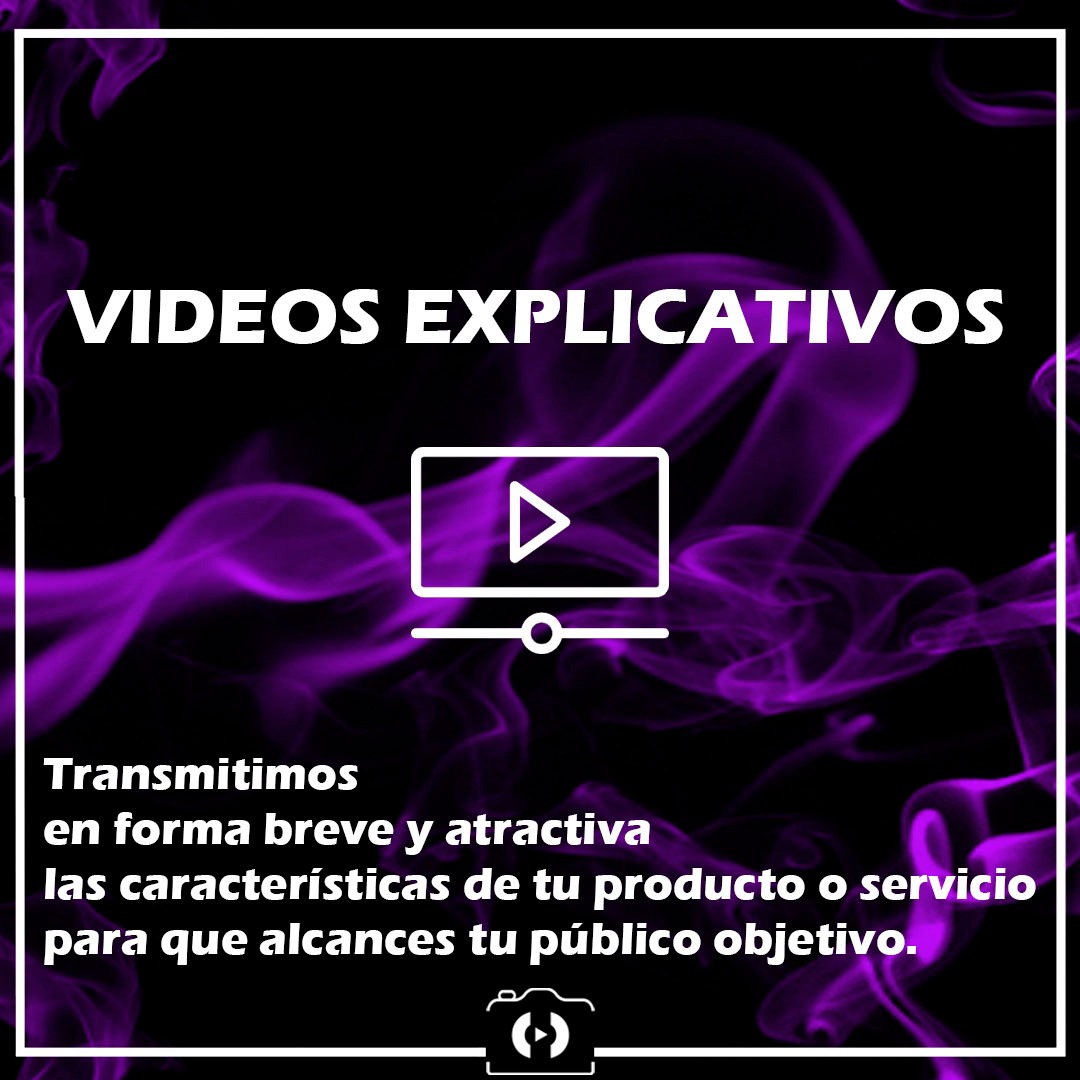 VIDEOS EXPLICATIVOS
Transmitimos
en forma breve y atractiva
las características de tu producto o servicio
para que alcances tu público objetivo.